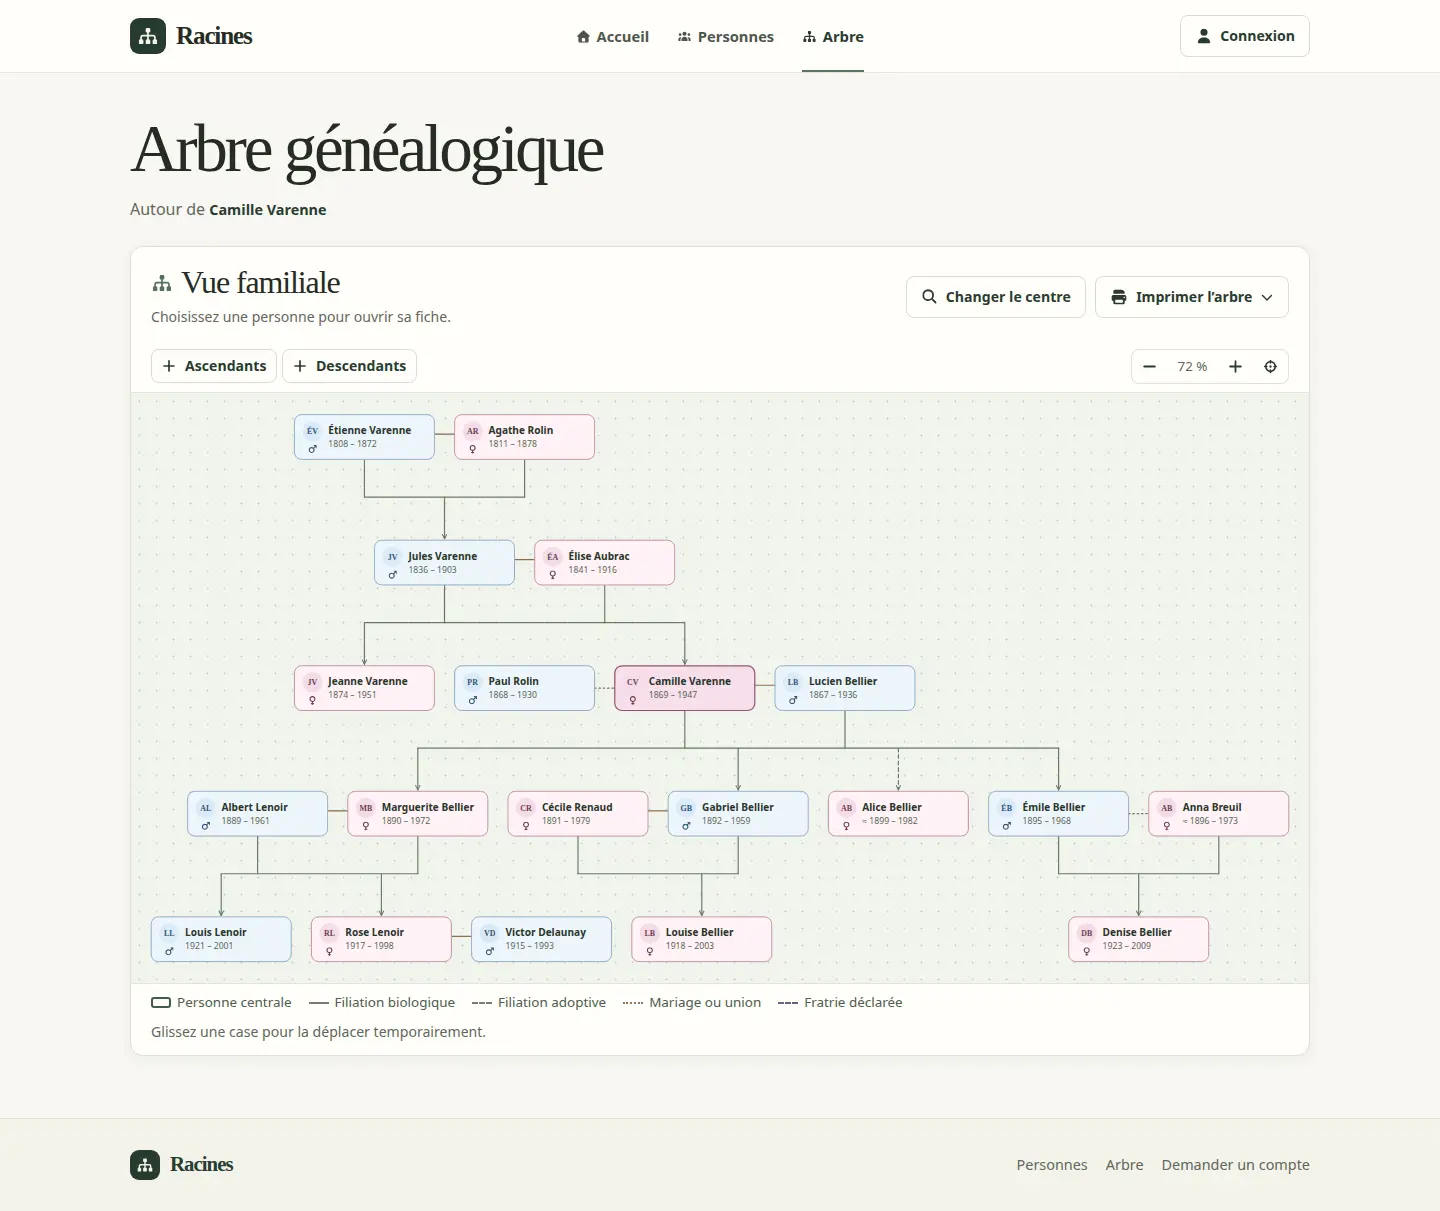 Racines
Accueil
Personnes
Arbre
Connexion
Arbre généalogique
Autour de Camille Varenne
Vue familiale
Choisissez une personne pour ouvrir sa fiche.
Changer le centre
Imprimer l’arbre
Ascendants
Descendants
72 %
ÉV Étienne Varenne
1808 – 1872
AR Agathe Rolin
1811 – 1878
JV Jules Varenne
1836 – 1903
ÉA Élise Aubrac
1841 – 1916
JV Jeanne Varenne
1874 – 1951
PR Paul Rolin
1868 – 1930
CV Camille Varenne
1869 – 1947
LB Lucien Bellier
1867 – 1936
AL Albert Lenoir
1889 – 1961
MB Marguerite Bellier
1890 – 1972
CR Cécile Renaud
1891 – 1979
GB Gabriel Bellier
1892 – 1959
AB Alice Bellier
≈ 1899 – 1982
ÉB Émile Bellier
1895 – 1968
AB Anna Breuil
≈ 1896 – 1973
LL Louis Lenoir
1921 – 2001
RL Rose Lenoir
1917 – 1998
VD Victor Delaunay
1915 – 1993
LB Louise Bellier
1918 – 2003
DB Denise Bellier
1923 – 2009
Personne centrale
Filiation biologique
Filiation adoptive
Mariage ou union
Fratrie déclarée
Glissez une case pour la déplacer temporairement.
Racines
Personnes
Arbre
Demander un compte